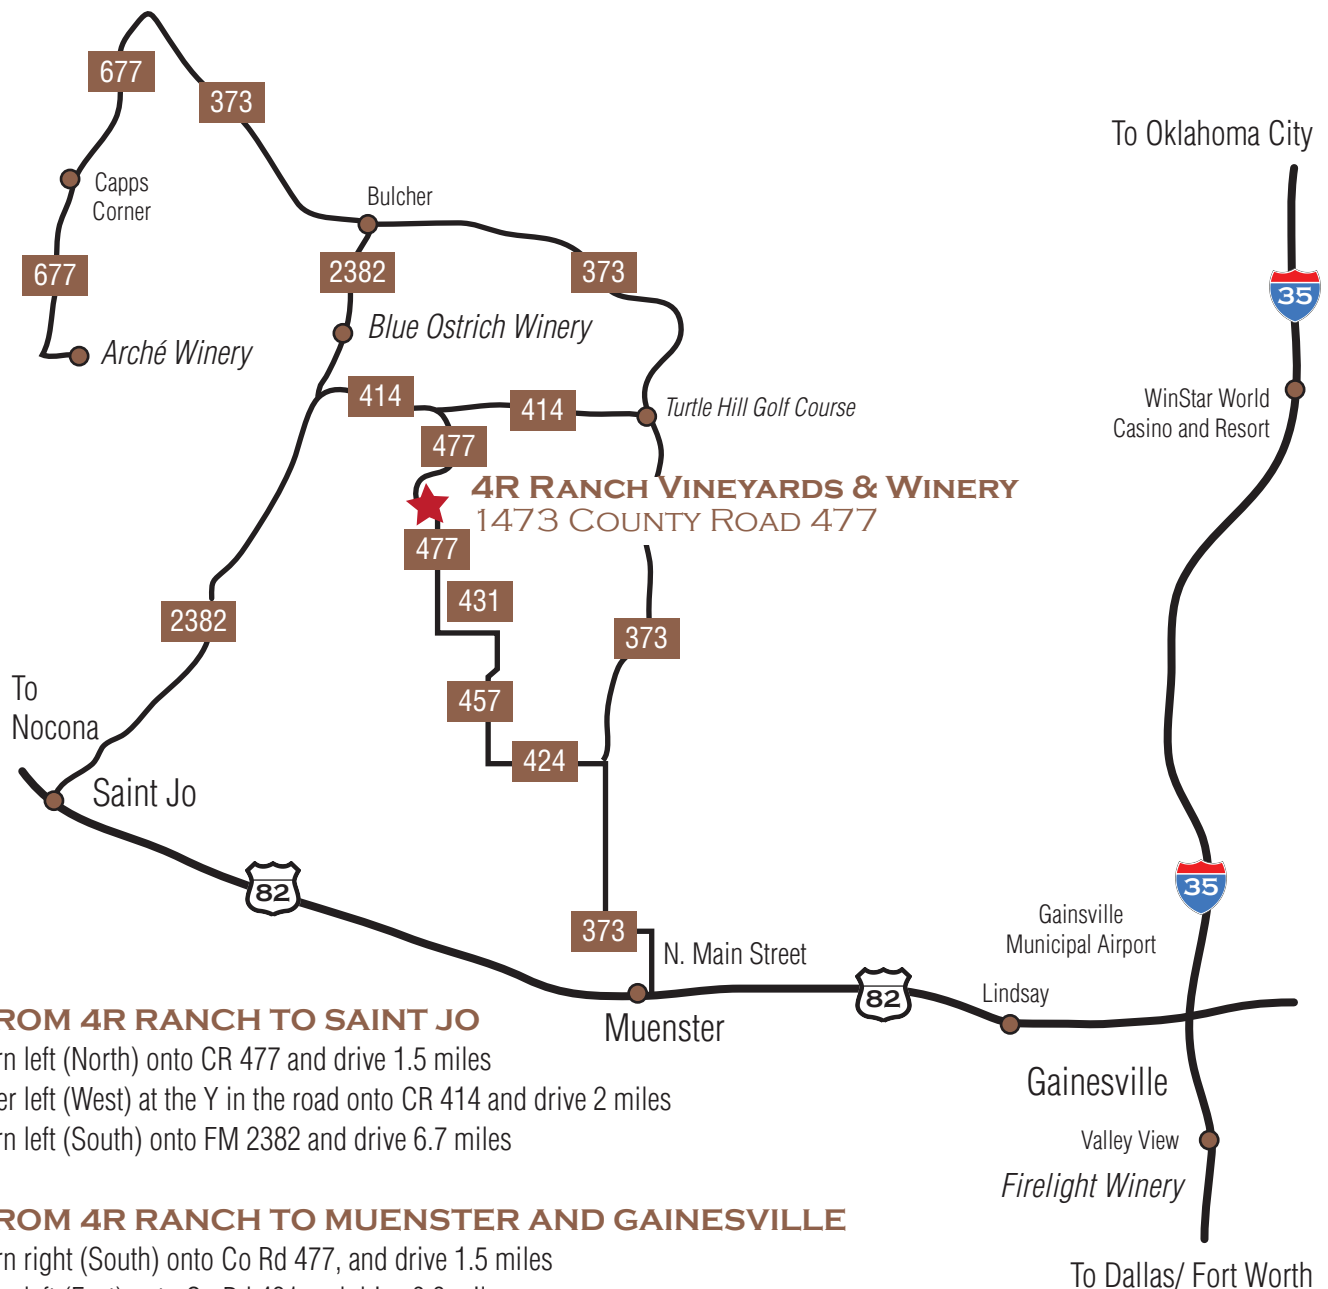 677
373
To Oklahoma City
Capps
Corner
Bulcher
677
2382
373
35
Blue Ostrich Winery
Arché Winery
414
414
Turtle Hill Golf Course
WinStar World
Casino and Resort
477
4R Ranch Vineyards & Winery
1473 County Road 477
477
431
2382
373
To
Nocona
457
424
Saint Jo
82
35
373
N. Main Street
Gainsville
Municipal Airport
82
Lindsay
Muenster
ROM 4R RANCH TO SAINT JO
rn left (North) onto CR 477 and drive 1.5 miles
er left (West) at the Y in the road onto CR 414 and drive 2 miles
rn left (South) onto FM 2382 and drive 6.7 miles
Gainesville
Valley View
Firelight Winery
ROM 4R RANCH TO MUENSTER AND GAINESVILLE
rn right (South) onto Co Rd 477, and drive 1.5 miles
To Dallas/ Fort Worth